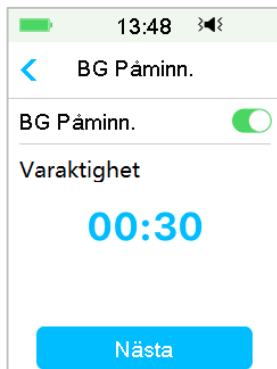 13:48
BG Påminn.
BG Påminn.
Varaktighet
00:30
Nästa